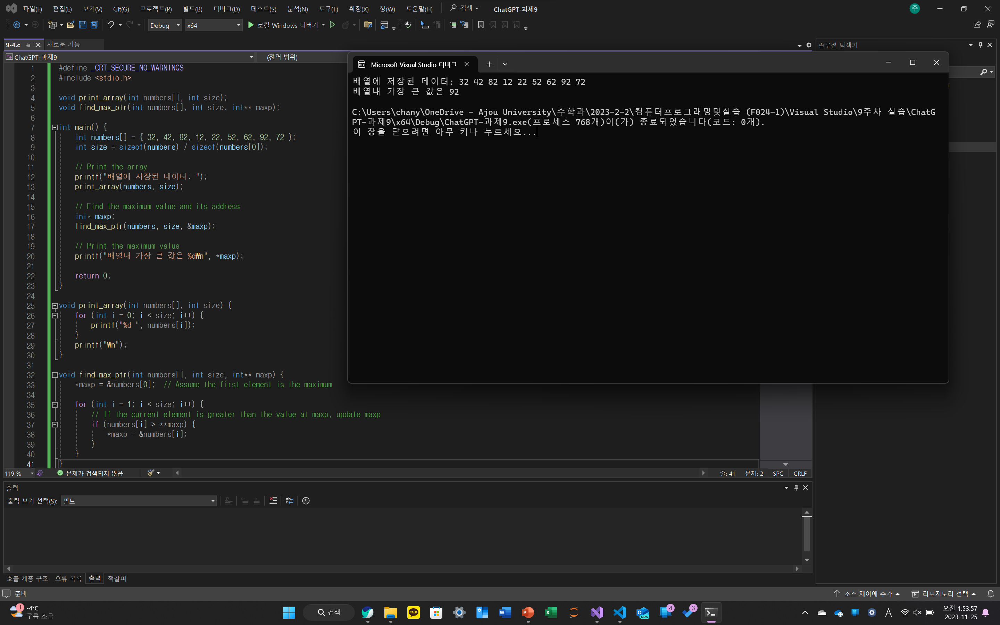 파일(F) 편집(E) 보기(V) Git(G) 프로젝트(P) 빌드(B) 디버그(D) 테스트(S) 분석(N) 도구(T) 확장(X) 창(W) 도움말(H) 검색 ChatGPT-과제9 주
Debug x64 로컬 Windows 디버거
9-4.c 새로운 기능
솔루션 탐색기
ChatGPT-과제9 (전역 범위)
1 #define _CRT_SECURE_NO_WARNINGS
2 #include <stdio.h>
3
4 void print_array(int numbers[], int size);
5 void find_max_ptr(int numbers[], int size, int** maxp);
6
7 int main() {
8 int numbers[] = { 32, 42, 82, 12, 22, 52, 62, 92, 72 };
9 int size = sizeof(numbers) / sizeof(numbers[0]);
10
11 // Print the array
12 printf("배열에 저장된 데이터: ");
13 print_array(numbers, size);
14
15 // Find the maximum value and its address
16 int* maxp;
17 find_max_ptr(numbers, size, &maxp);
18
19 // Print the maximum value
20 printf("배열내 가장 큰 값은 %d₩n", *maxp);
21
22 return 0;
23 }
24
25 void print_array(int numbers[], int size) {
26 for (int i = 0; i < size; i++) {
27 printf("%d ", numbers[i]);
28 }
29 printf("₩n");
30 }
31
32 void find_max_ptr(int numbers[], int size, int** maxp) {
33 *maxp = &numbers[0]; // Assume the first element is the maximum
34
35 for (int i = 1; i < size; i++) {
36 // If the current element is greater than the value at maxp, update maxp
37 if (numbers[i] > **maxp) {
38 *maxp = &numbers[i];
39 }
40 }
41 }
Microsoft Visual Studio 디버그
배열에 저장된 데이터: 32 42 82 12 22 52 62 92 72
배열내 가장 큰 값은 92
C:\Users\chany\OneDrive - Ajou University\수학과\2023-2-2\컴퓨터프로그래밍및실습 (F024-1)\Visual Studio\9주차 실습\ChatG
PT-과제9\x64\Debug\ChatGPT-과제9.exe(프로세스 768개)이(가) 종료되었습니다(코드: 0개).
이 창을 닫으려면 아무 키나 누르세요...
119 % 문제가 검색되지 않음 줄: 41 문자: 2 SPC CRLF
출력
출력 보기 선택(S): 빌드
호출 계층 구조 오류 목록 출력 책갈피
준비 소스 제어에 추가 리포지토리 선택
1 -4°C
구름 조금
검색 TALK NEW 4 3 A
오전 1:53:57
2023-11-25